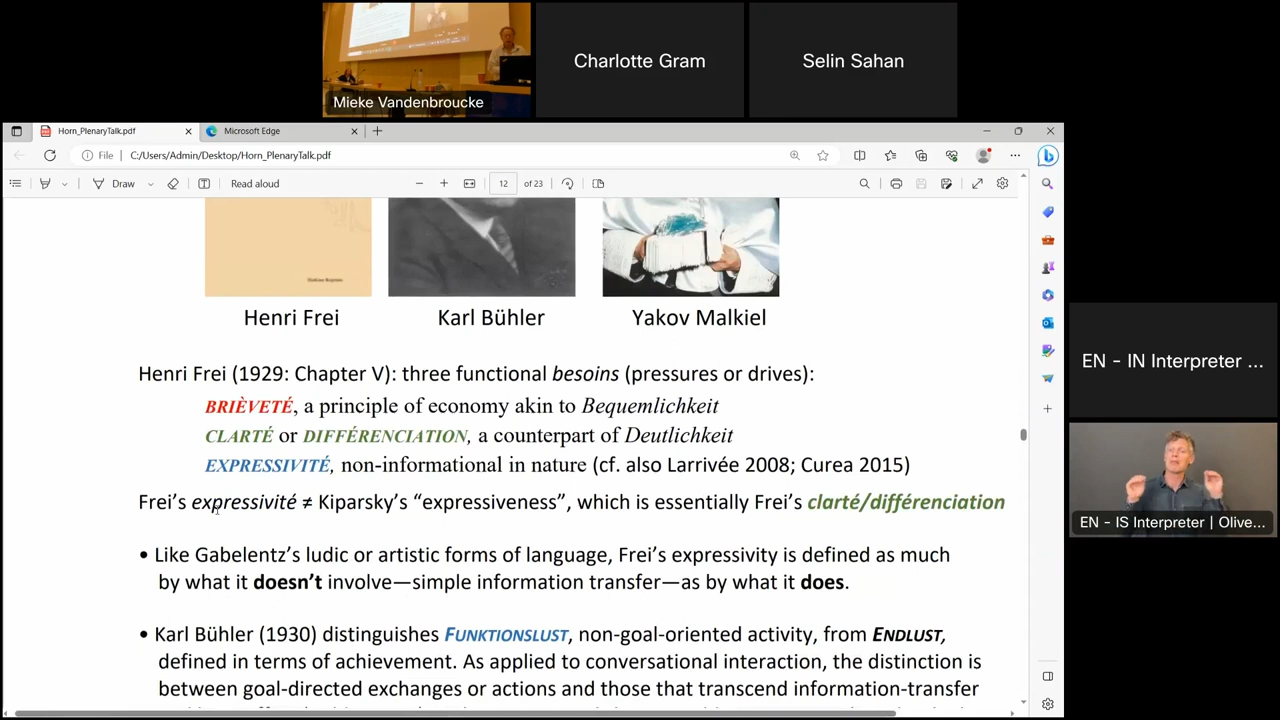 Mieke Vandenbroucke
Charlotte Gram
Selin Sahan
Horn_PlenaryTalk.pdf
Microsoft Edge
File
C:/Users/Admin/Desktop/Horn_PlenaryTalk.pdf
Draw
Read aloud
12
of 23
Henri Frei
Karl Bühler
Yakov Malkiel
Henri Frei (1929: Chapter V): three functional besoins (pressures or drives):
BRIÈVETÉ, a principle of economy akin to Bequemlichkeit
CLARTÉ or DIFFÉRENCIATION, a counterpart of Deutlichkeit
EXPRESSIVITÉ, non-informational in nature (cf. also Larrivée 2008; Curea 2015)
Frei's expressivité ≠ Kiparsky's “expressiveness”, which is essentially Frei's clarté/différenciation
• Like Gabelentz's ludic or artistic forms of language, Frei's expressivity is defined as much
by what it doesn't involve—simple information transfer—as by what it does.
• Karl Bühler (1930) distinguishes FUNKTIONSLUST, non-goal-oriented activity, from ENDLUST,
defined in terms of achievement. As applied to conversational interaction, the distinction is
between goal-directed exchanges or actions and those that transcend information-transfer
EN - IN Interpreter ...
EN - IS Interpreter | Olive...